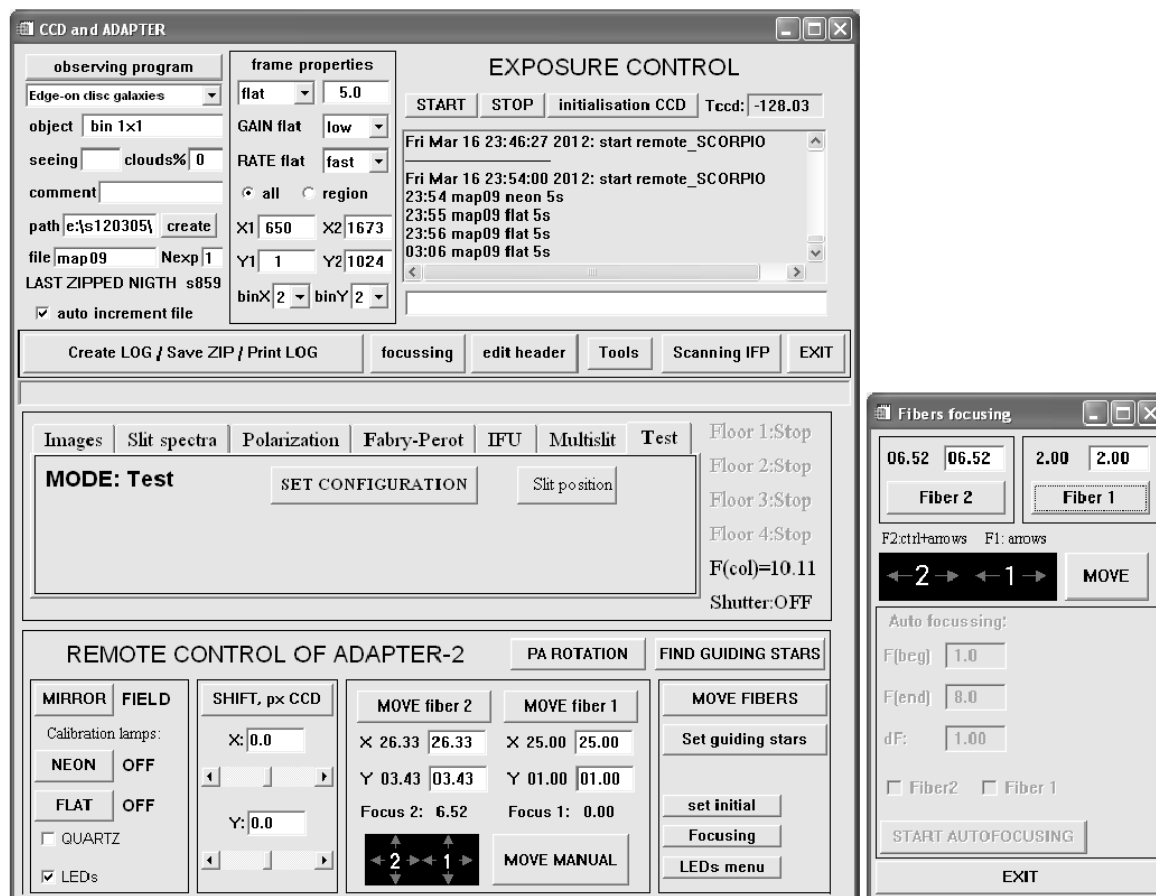 CCD and ADAPTER
observing program
Edge-on disc galaxies
object bin 1x1
seeing clouds% 0
comment
path e:\s120305\ create
file map09 Nexp 1
LAST ZIPPED NIGTH s859
auto increment file
frame properties
flat 5.0
GAIN flat low
RATE flat fast
all region
X1 650 X2 1673
Y1 1 Y2 1024
binX 2 binY 2
EXPOSURE CONTROL
START STOP initialisation CCD Tccd: -128.03
Fri Mar 16 23:46:27 2012: start remote_SCORPIO
Fri Mar 16 23:54:00 2012: start remote_SCORPIO
23:54 map09 neon 5s
23:55 map09 flat 5s
23:56 map09 flat 5s
03:06 map09 flat 5s
Create LOG / Save ZIP / Print LOG focussing edit header Tools Scanning IFP EXIT
Images Slit spectra Polarization Fabry-Perot IFU Multislit Test
MODE: Test SET CONFIGURATION Slit position
Floor 1:Stop
Floor 2:Stop
Floor 3:Stop
Floor 4:Stop
F(col)=10.11
Shutter:OFF
REMOTE CONTROL OF ADAPTER-2 PA ROTATION FIND GUIDING STARS
MIRROR FIELD
Calibration lamps:
NEON OFF
FLAT OFF
QUARTZ
LEDs
SHIFT, px CCD
X: 0.0
Y: 0.0
MOVE fiber 2 MOVE fiber 1
X 26.33 26.33 X 25.00 25.00
Y 03.43 03.43 Y 01.00 01.00
Focus 2: 6.52 Focus 1: 0.00
2 1 MOVE MANUAL
MOVE FIBERS
Set guiding stars
set initial
Focusing
LEDs menu
Fibers focusing
06.52 06.52 2.00 2.00
Fiber 2 Fiber 1
F2:ctrl+arrows F1: arrows
2 1 MOVE
Auto focussing:
F(beg) 1.0
F(end) 8.0
dF: 1.00
Fiber2 Fiber 1
START AUTOFOCUSING
EXIT